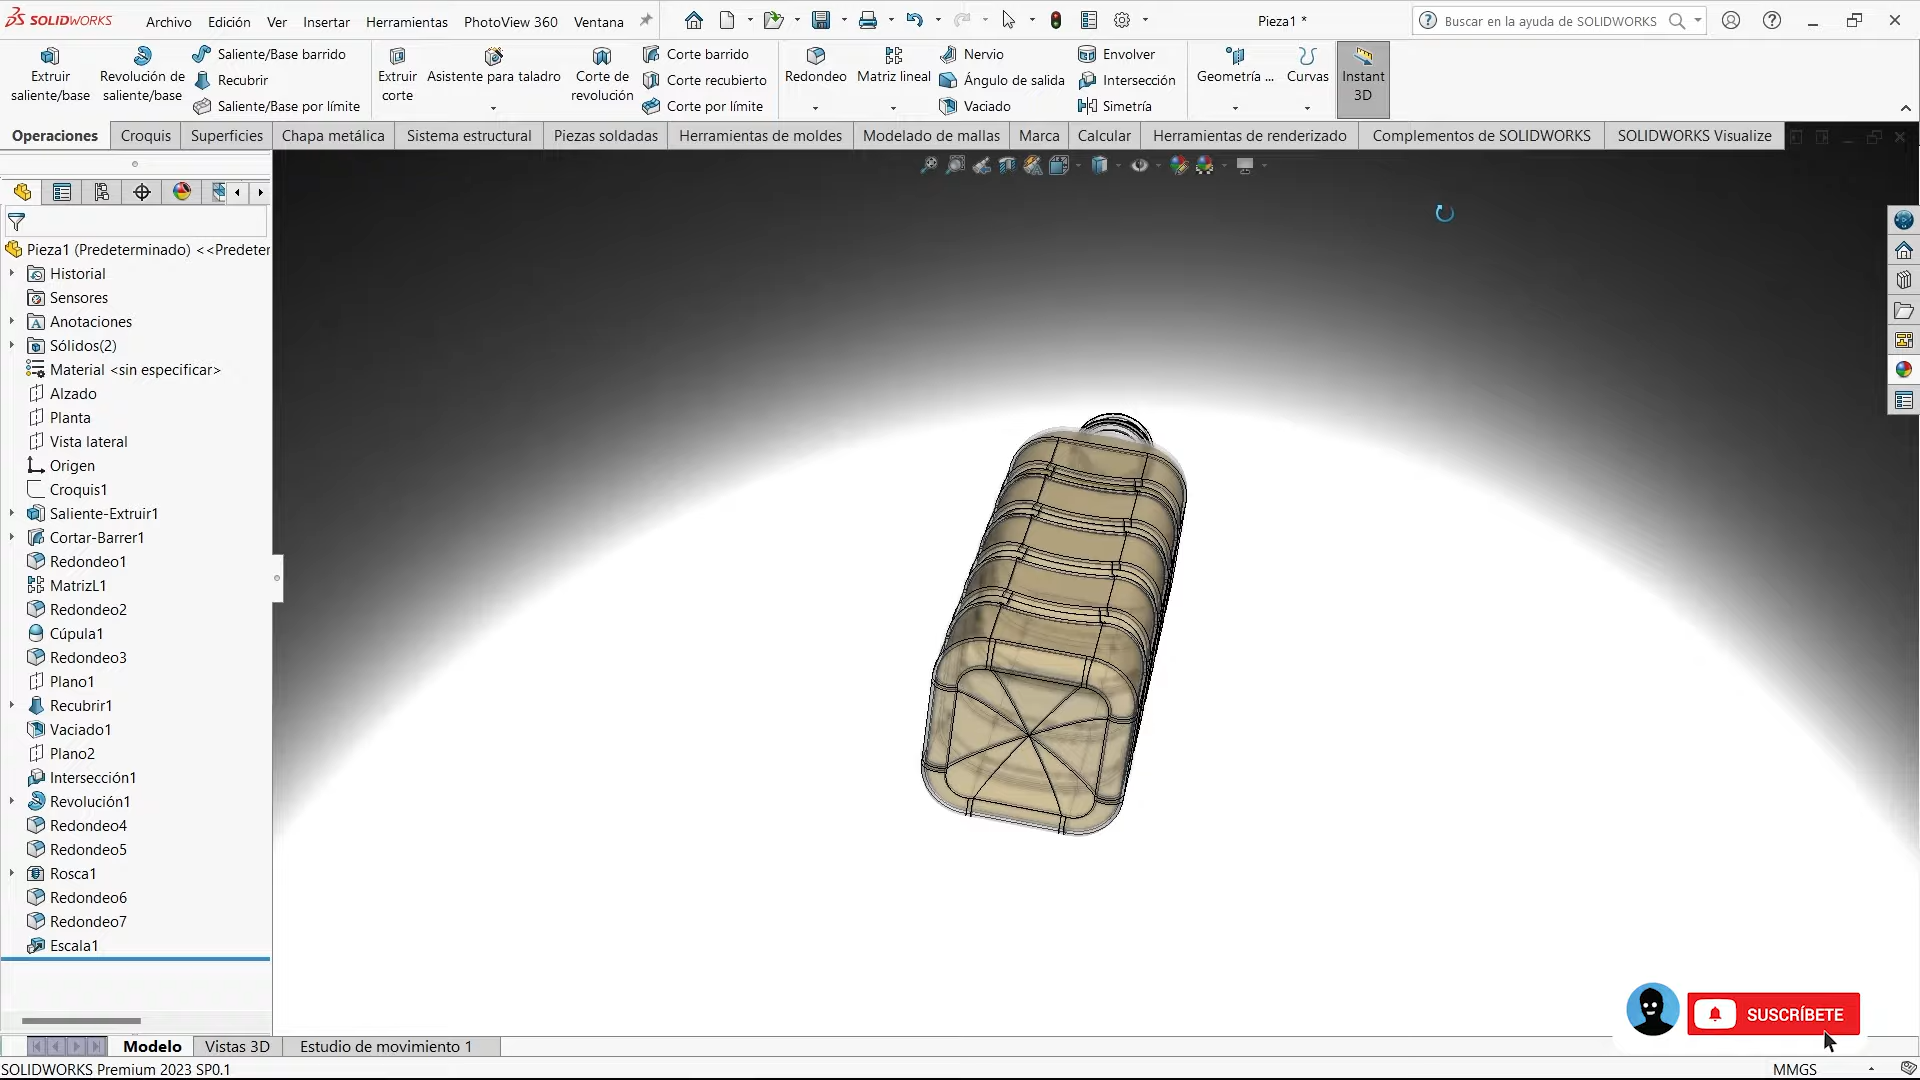 SOLIDWORKS Archivo Edición Ver Insertar Herramientas PhotoView 360 Ventana Pieza1 * Buscar en la ayuda de SOLIDWORKS
Extruir saliente/base
Revolución de saliente/base
Saliente/Base barrido
Recubrir
Saliente/Base por límite
Extruir corte
Asistente para taladro
Corte de revolución
Corte barrido
Corte recubierto
Corte por límite
Redondeo
Matriz lineal
Nervio
Ángulo de salida
Vaciado
Envolver
Intersección
Simetría
Geometría ...
Curvas
Instant 3D
Operaciones Croquis Superficies Chapa metálica Sistema estructural Piezas soldadas Herramientas de moldes Modelado de mallas Marca Calcular Herramientas de renderizado Complementos de SOLIDWORKS SOLIDWORKS Visualize
Pieza1 (Predeterminado) <<Predeter
Historial
Sensores
Anotaciones
Sólidos(2)
Material <sin especificar>
Alzado
Planta
Vista lateral
Origen
Croquis1
Saliente-Extruir1
Cortar-Barrer1
Redondeo1
MatrizL1
Redondeo2
Cúpula1
Redondeo3
Plano1
Recubrir1
Vaciado1
Plano2
Intersección1
Revolución1
Redondeo4
Redondeo5
Rosca1
Redondeo6
Redondeo7
Escala1
SUSCRÍBETE
Modelo Vistas 3D Estudio de movimiento 1
SOLIDWORKS Premium 2023 SP0.1 MMGS